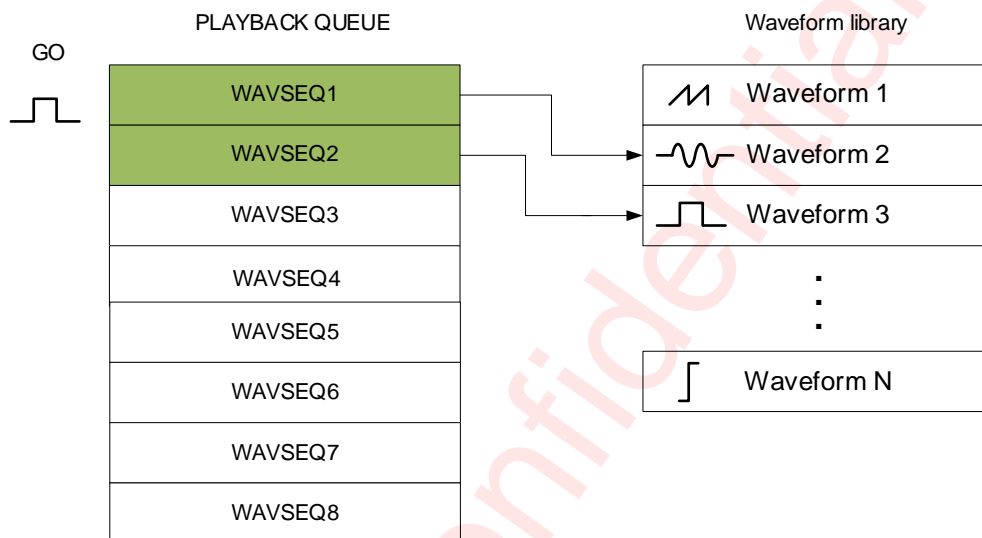 PLAYBACK QUEUE
Waveform library
GO
WAVSEQ1
WAVSEQ2
WAVSEQ3
WAVSEQ4
WAVSEQ5
WAVSEQ6
WAVSEQ7
WAVSEQ8
Waveform 1
Waveform 2
Waveform 3
Waveform N
onfidential